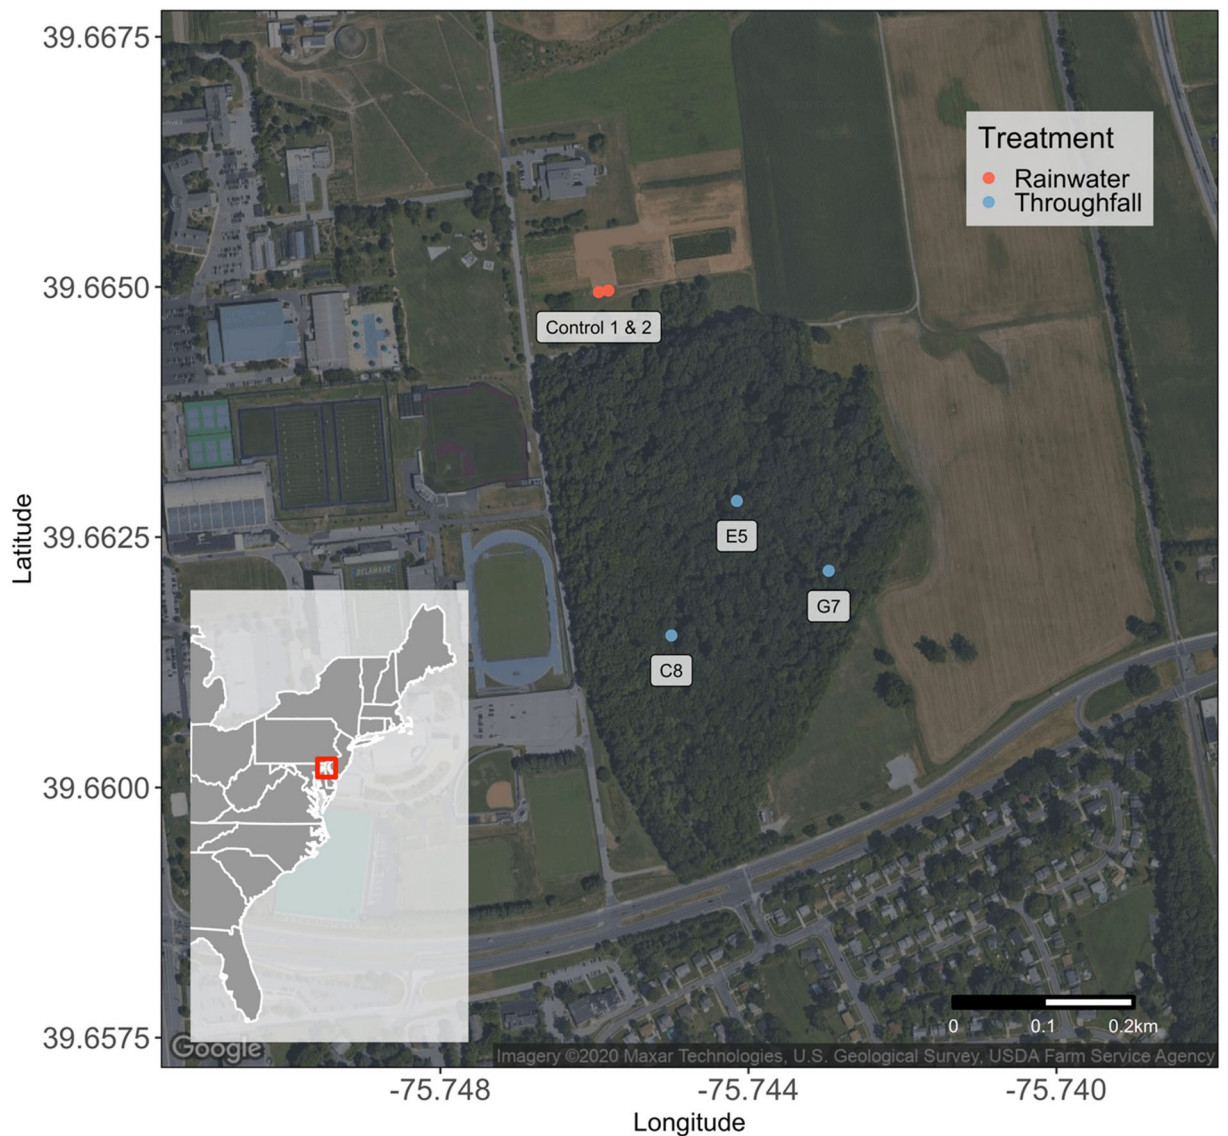 39.6675
39.6650
39.6625
39.6600
39.6575
Latitude
Treatment
Rainwater
Throughfall
Control 1 & 2
E5
G7
C8
DELAWARE
0 0.1 0.2km
Google
Imagery ©2020 Maxar Technologies, U.S. Geological Survey, USDA Farm Service Agency
-75.748 -75.744 -75.740
Longitude